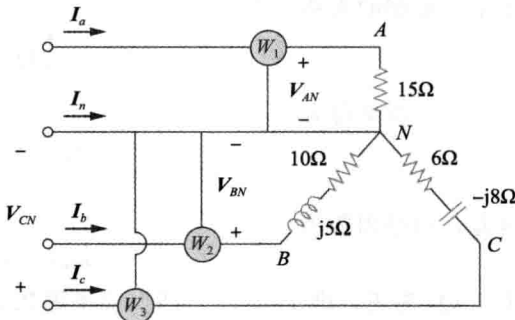 I_a
W_1
A
+
V_AN
15Ω
I_n
−
−
−
N
10Ω
6Ω
V_BN
−j8Ω
V_CN
I_b
j5Ω
W_2
+
B
C
+
I_c
W_3